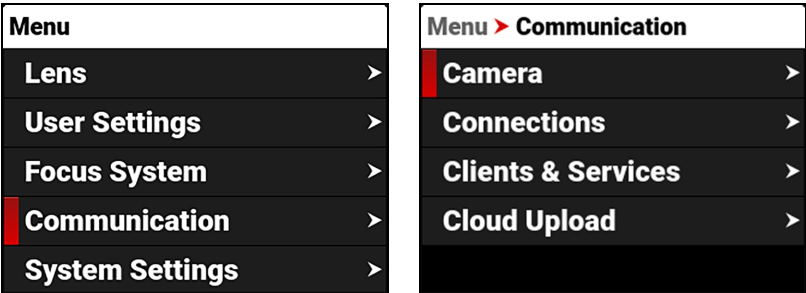 Menu
Lens
User Settings
Focus System
Communication
System Settings
Menu ➤ Communication
Camera
Connections
Clients & Services
Cloud Upload